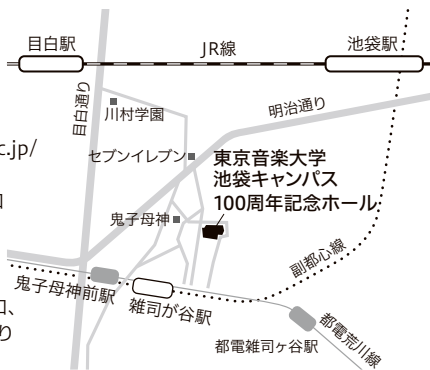 目白駅
JR線
池袋駅
目白通り
川村学園
明治通り
c.jp/
セブンイレブン
東京音楽大学
池袋キャンパス
100周年記念ホール
鬼子母神
副都心線
鬼子母神前駅
雑司が谷駅
都電荒川線
都電雑司ヶ谷駅
口、
り